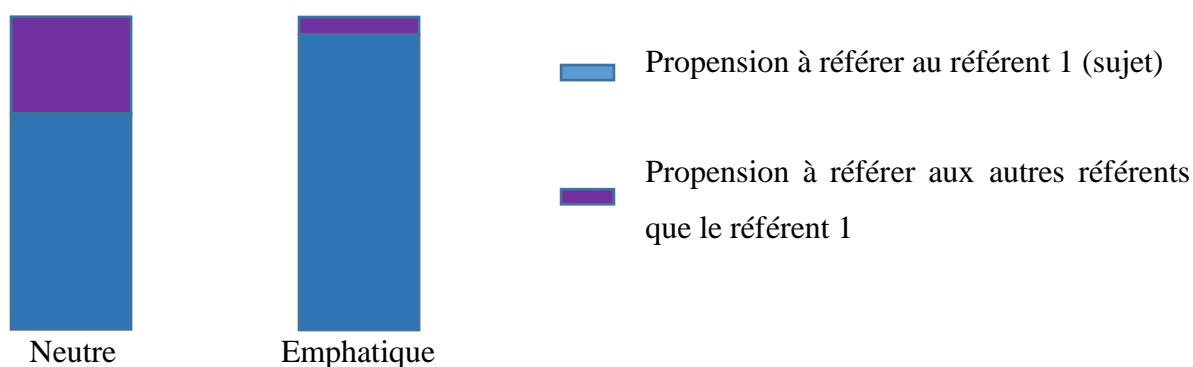 Propension à référer au référent 1 (sujet)
Propension à référer aux autres référents
que le référent 1
Neutre
Emphatique